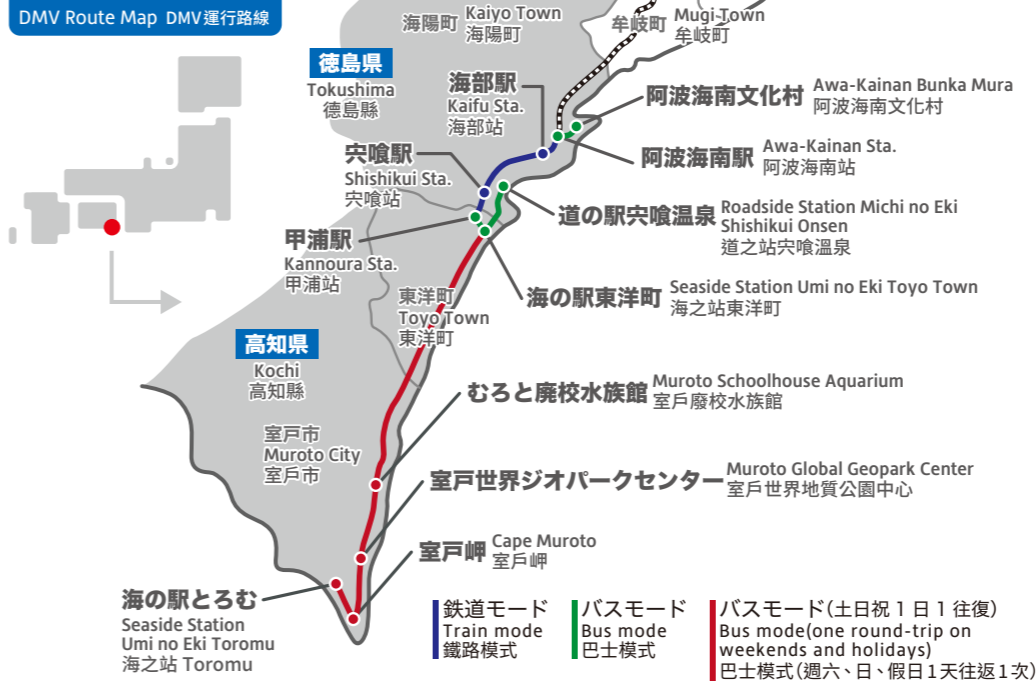 DMV Route Map DMV運行路線
海陽町
Kaiyo Town
海陽町
牟岐町
Mugi Town
牟岐町
徳島県
Tokushima
德島縣
海部駅
Kaifu Sta.
海部站
阿波海南文化村
Awa-Kainan Bunka Mura
阿波海南文化村
阿波海南駅
Awa-Kainan Sta.
阿波海南站
宍喰駅
Shishikui Sta.
宍喰站
道の駅宍喰温泉
Roadside Station Michi no Eki
Shishikui Onsen
道之站宍喰溫泉
甲浦駅
Kannoura Sta.
甲浦站
海の駅東洋町
Seaside Station Umi no Eki Toyo Town
海之站東洋町
東洋町
Toyo Town
東洋町
高知県
Kochi
高知縣
むろと廃校水族館
Muroto Schoolhouse Aquarium
室戶廢校水族館
室戸市
Muroto City
室戶市
室戸世界ジオパークセンター
Muroto Global Geopark Center
室戶世界地質公園中心
室戸岬
Cape Muroto
室戶岬
海の駅とろむ
Seaside Station
Umi no Eki Toromu
海之站 Toromu
鉄道モード
Train mode
鐵路模式
バスモード
Bus mode
巴士模式
バスモード(土日祝1日1往復)
Bus mode(one round-trip on
weekends and holidays)
巴士模式(週六、日、假日1天往返1次)